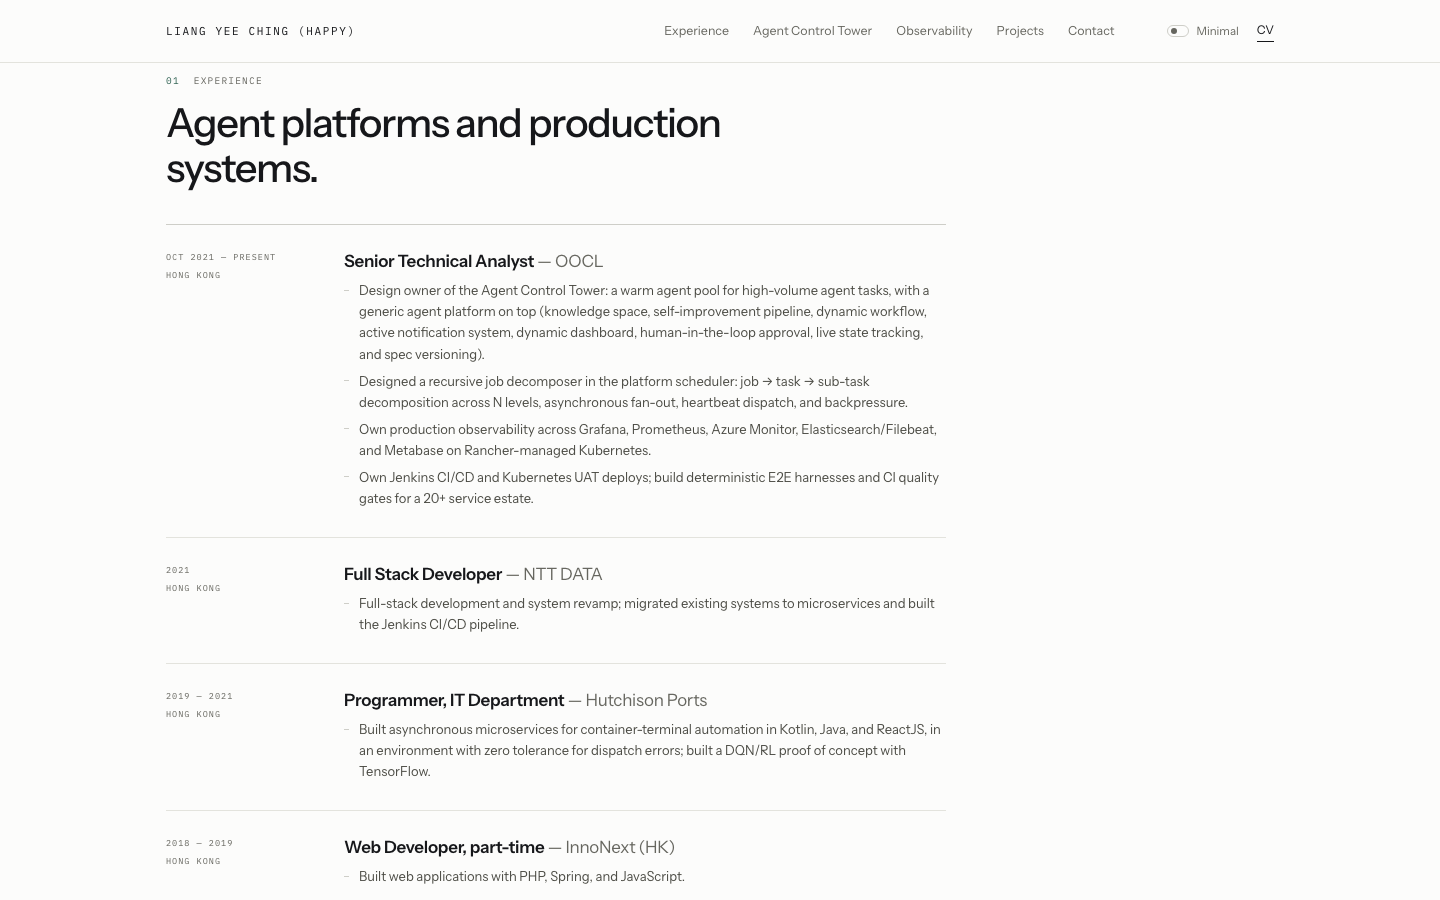 LIANG YEE CHING (HAPPY)
Experience
Agent Control Tower
Observability
Projects
Contact
Minimal
CV
01 EXPERIENCE
Agent platforms and production
systems.
OCT 2021 — PRESENT
HONG KONG
Senior Technical Analyst — OOCL
– Design owner of the Agent Control Tower: a warm agent pool for high-volume agent tasks, with a
generic agent platform on top (knowledge space, self-improvement pipeline, dynamic workflow,
active notification system, dynamic dashboard, human-in-the-loop approval, live state tracking,
and spec versioning).
– Designed a recursive job decomposer in the platform scheduler: job → task → sub-task
decomposition across N levels, asynchronous fan-out, heartbeat dispatch, and backpressure.
– Own production observability across Grafana, Prometheus, Azure Monitor, Elasticsearch/Filebeat,
and Metabase on Rancher-managed Kubernetes.
– Own Jenkins CI/CD and Kubernetes UAT deploys; build deterministic E2E harnesses and CI quality
gates for a 20+ service estate.
2021
HONG KONG
Full Stack Developer — NTT DATA
– Full-stack development and system revamp; migrated existing systems to microservices and built
the Jenkins CI/CD pipeline.
2019 — 2021
HONG KONG
Programmer, IT Department — Hutchison Ports
– Built asynchronous microservices for container-terminal automation in Kotlin, Java, and ReactJS, in
an environment with zero tolerance for dispatch errors; built a DQN/RL proof of concept with
TensorFlow.
2018 — 2019
HONG KONG
Web Developer, part-time — InnoNext (HK)
– Built web applications with PHP, Spring, and JavaScript.